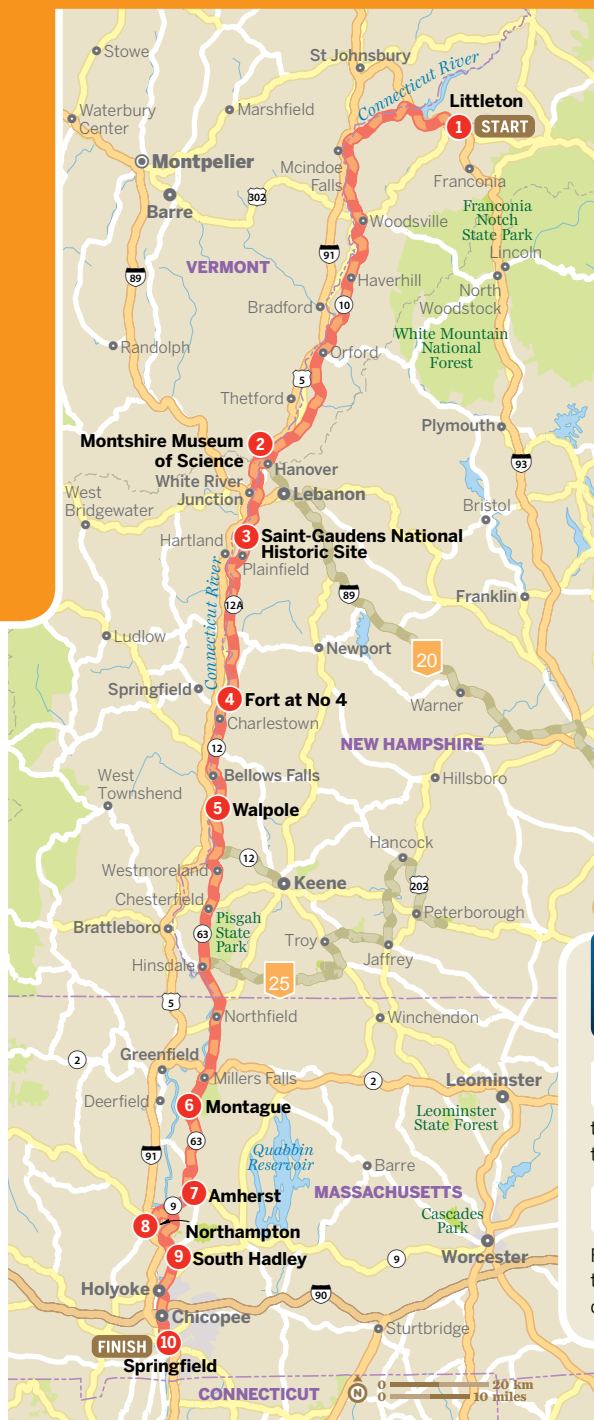 Stowe
St Johnsbury
Connecticut River
Littleton
1 START
Waterbury
Center
Marshfield
Montpelier
Mcindoe
Falls
Franconia
Barre
302
Franconia
Notch
State Park
Woodsville
Lincoln
VERMONT
91
89
Haverhill
North
Woodstock
Bradford
10
White Mountain
National
Forest
Randolph
Orford
5
Thetford
Plymouth
Montshire Museum
of Science
2
Hanover
93
White River
Junction
Lebanon
West
Bridgewater
Bristol
Hartland
3
Saint-Gaudens National
Historic Site
Plainfield
89
Franklin
12A
Connecticut River
Ludlow
Newport
20
Springfield
4
Fort at No 4
Warner
Charlestown
12
NEW HAMPSHIRE
Bellows Falls
Hillsboro
West
Townshend
5
Walpole
Hancock
12
Westmoreland
Keene
202
Chesterfield
Peterborough
Brattleboro
63
Pisgah
State
Park
Troy
Jaffrey
Hinsdale
25
5
Northfield
Winchendon
2
Greenfield
Millers Falls
2
Leominster
Deerfield
6
Montague
Leominster
State Forest
63
91
Quabbin
Reservoir
Barre
7
Amherst
MASSACHUSETTS
9
8
Northampton
Cascades
Park
9
South Hadley
9
Worcester
Holyoke
90
Chicopee
Sturbridge
FINISH
10
Springfield
CONNECTICUT
N
0 20 km
0 10 miles